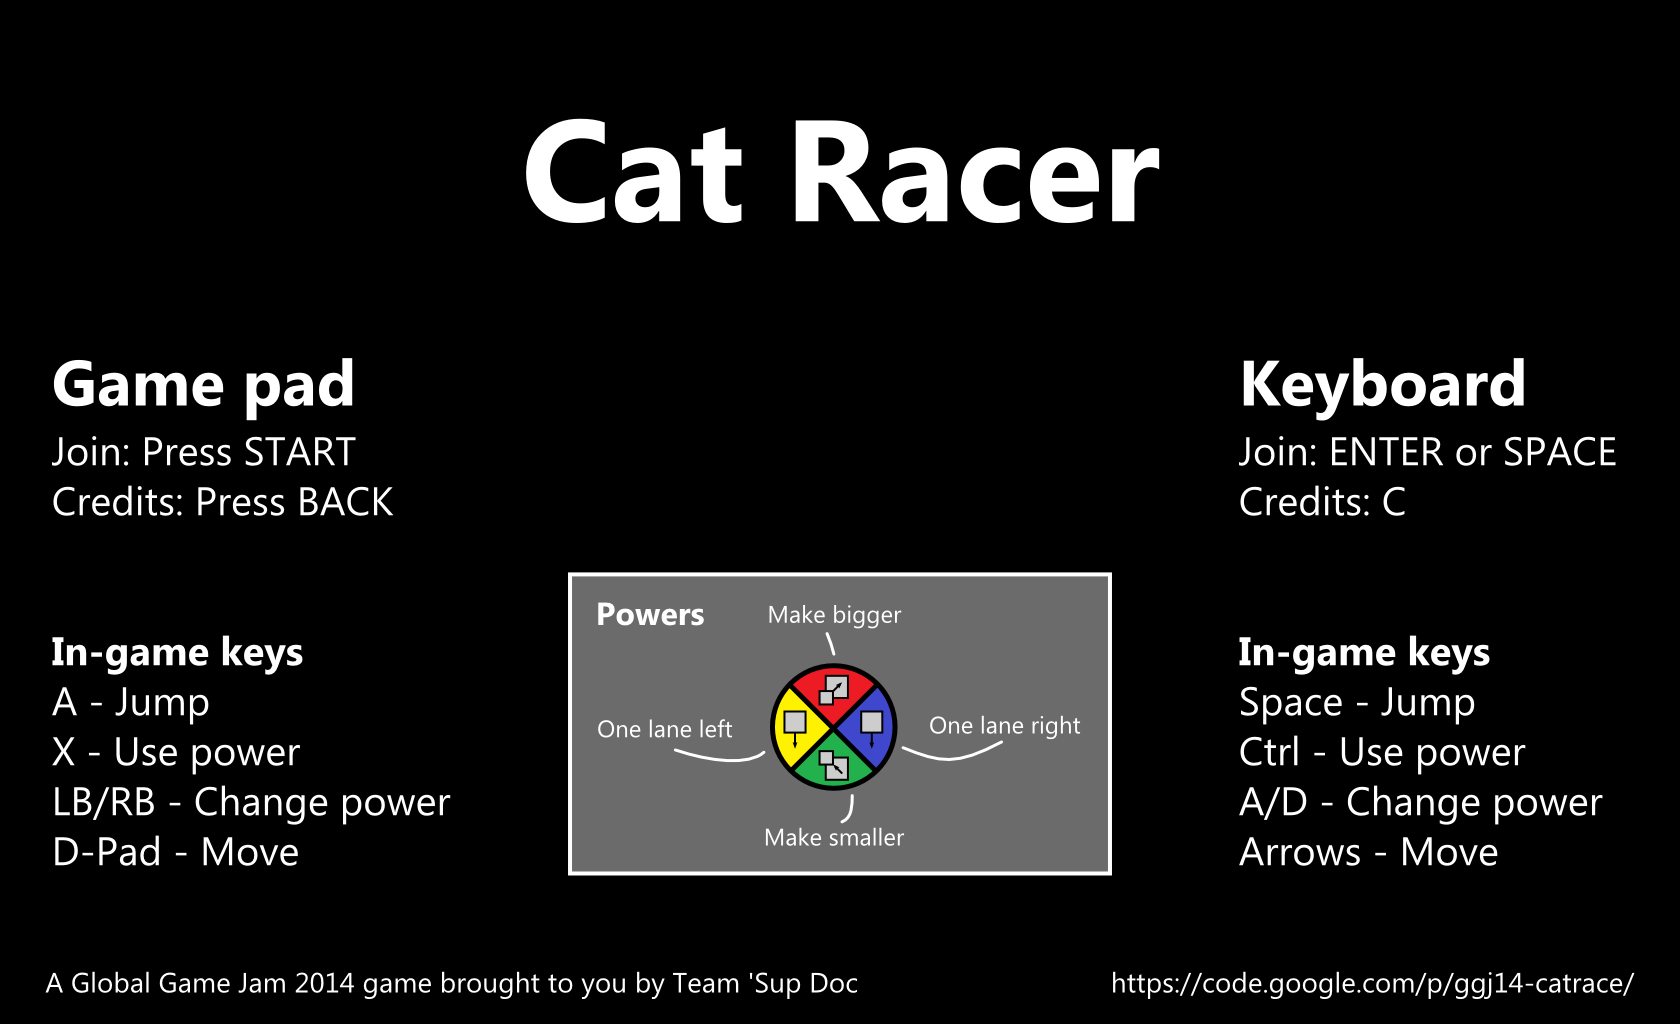 Cat Racer
Game pad
Join: Press START
Credits: Press BACK
In-game keys
A - Jump
X - Use power
LB/RB - Change power
D-Pad - Move
Powers
Make bigger
One lane left
One lane right
Make smaller
Keyboard
Join: ENTER or SPACE
Credits: C
In-game keys
Space - Jump
Ctrl - Use power
A/D - Change power
Arrows - Move
A Global Game Jam 2014 game brought to you by Team 'Sup Doc
https://code.google.com/p/ggj14-catrace/